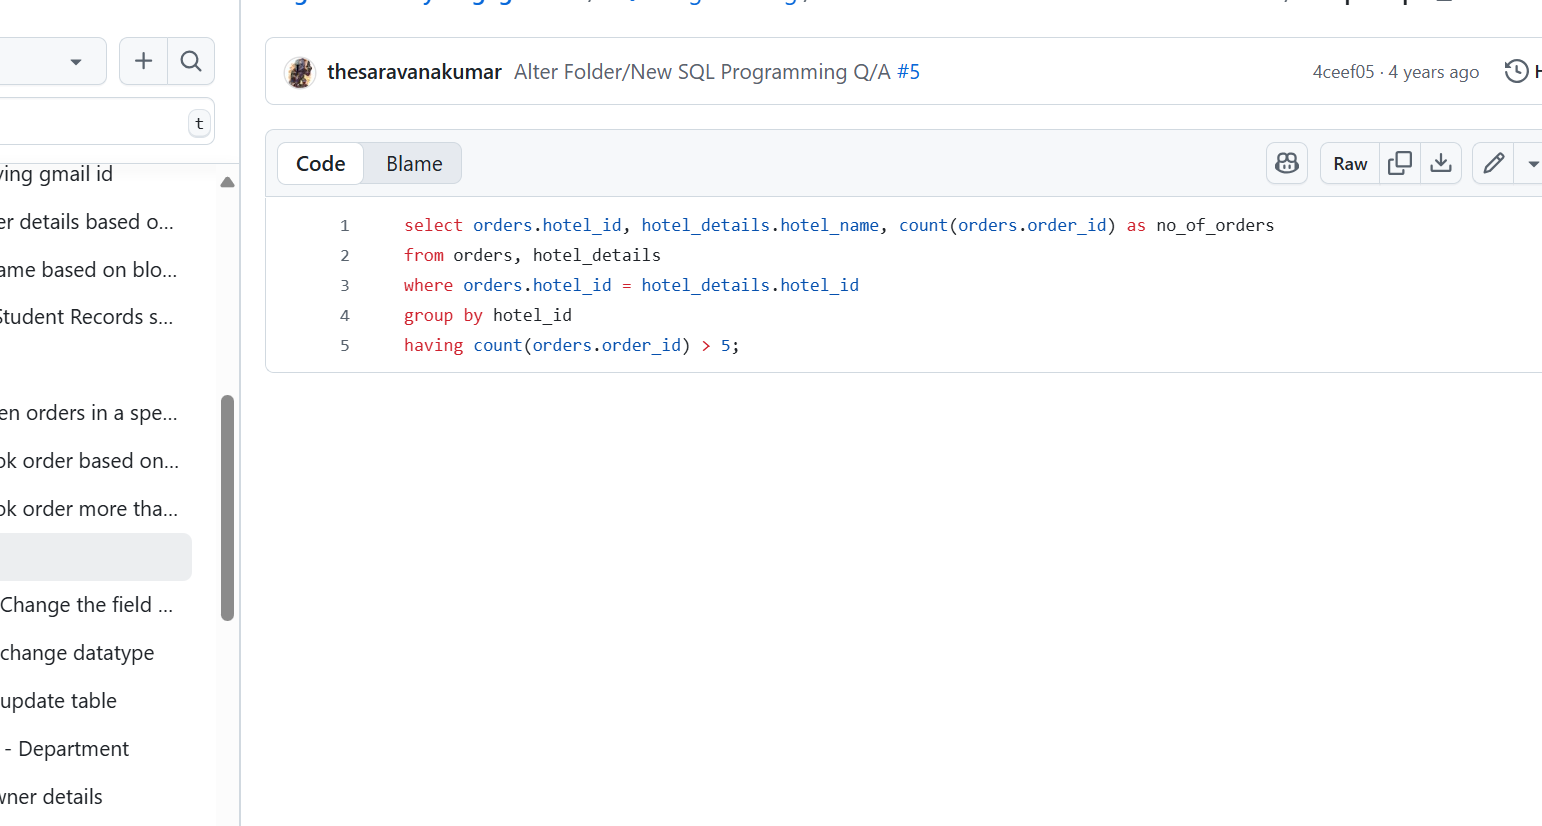 t
ving gmail id
er details based o...
ame based on blo...
Student Records s...
en orders in a spe...
ok order based on...
ok order more tha...
Change the field ...
change datatype
update table
- Department
wner details
thesaravanakumar Alter Folder/New SQL Programming Q/A #5 4ceef05 · 4 years ago
Code Blame Raw
1 select orders.hotel_id, hotel_details.hotel_name, count(orders.order_id) as no_of_orders
2 from orders, hotel_details
3 where orders.hotel_id = hotel_details.hotel_id
4 group by hotel_id
5 having count(orders.order_id) > 5;